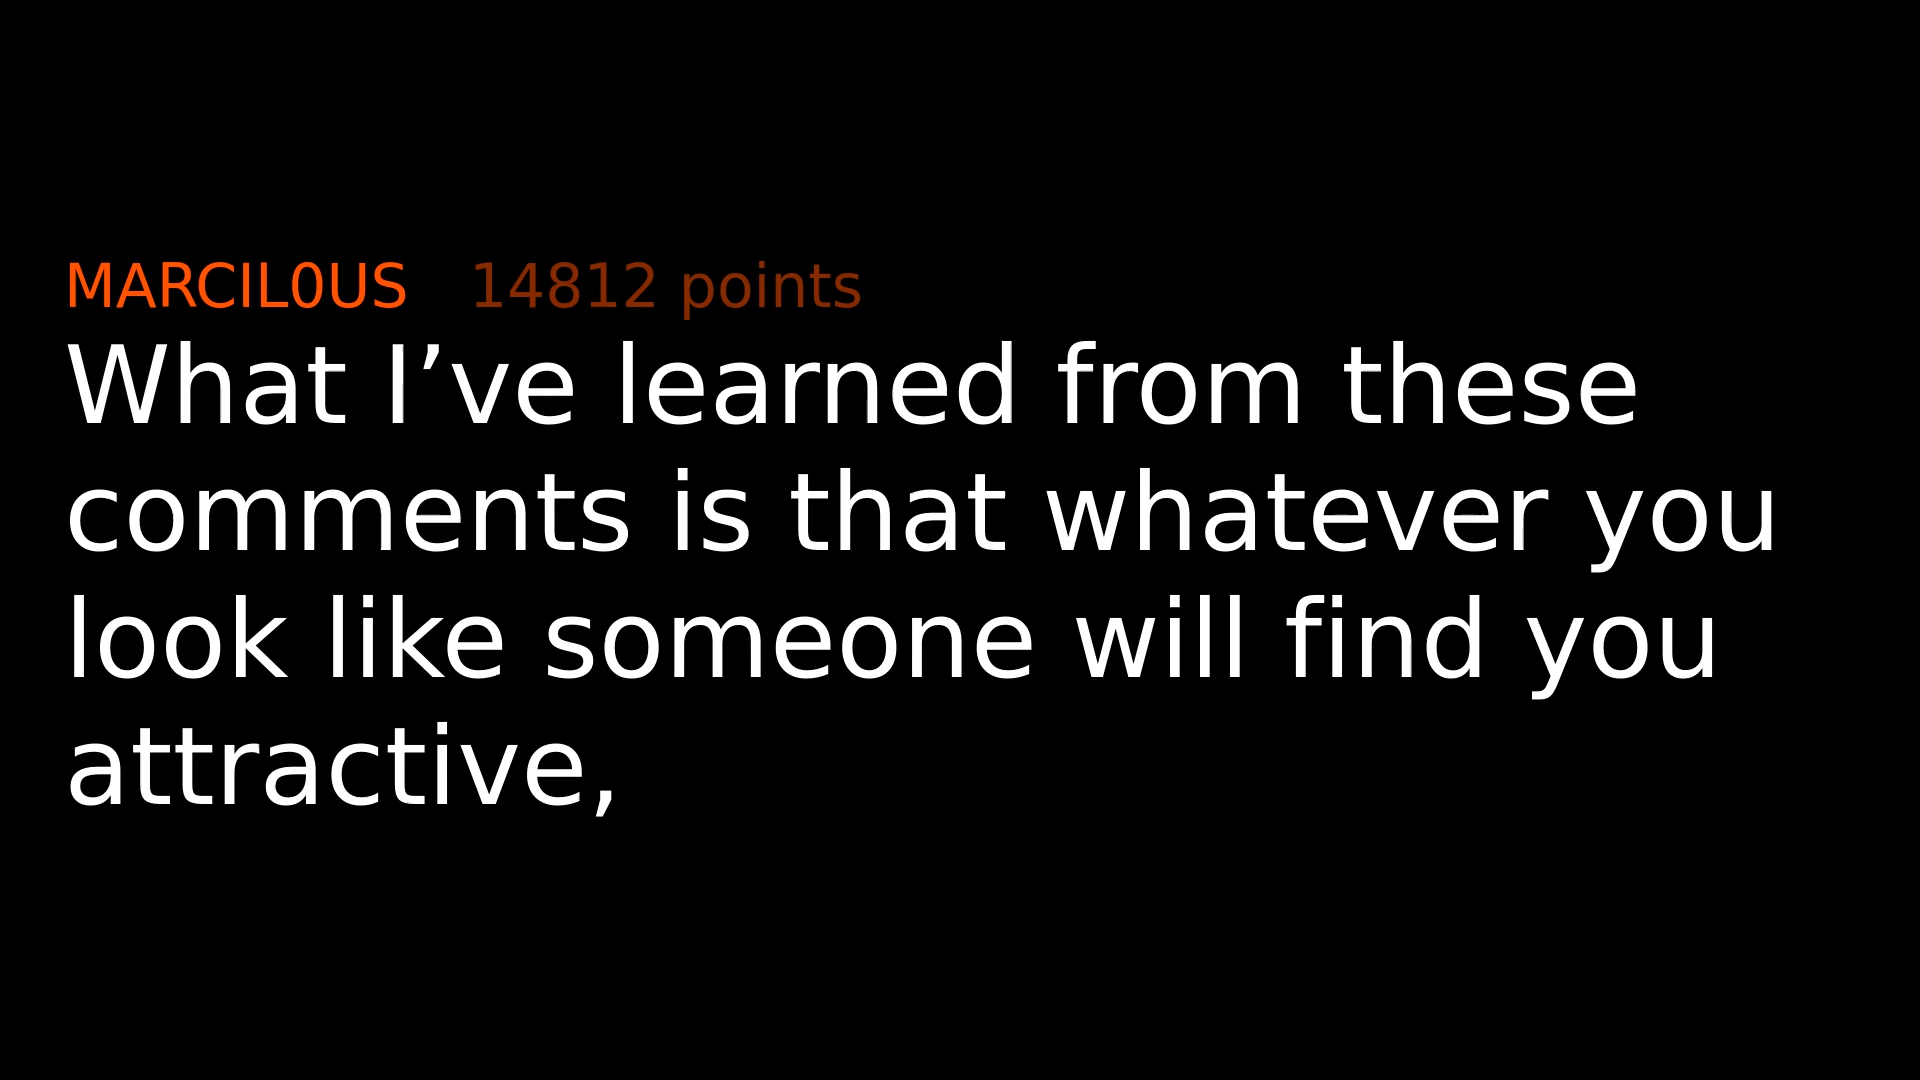 MARCIL0US 14812 points
What I’ve learned from these
comments is that whatever you
look like someone will find you
attractive,